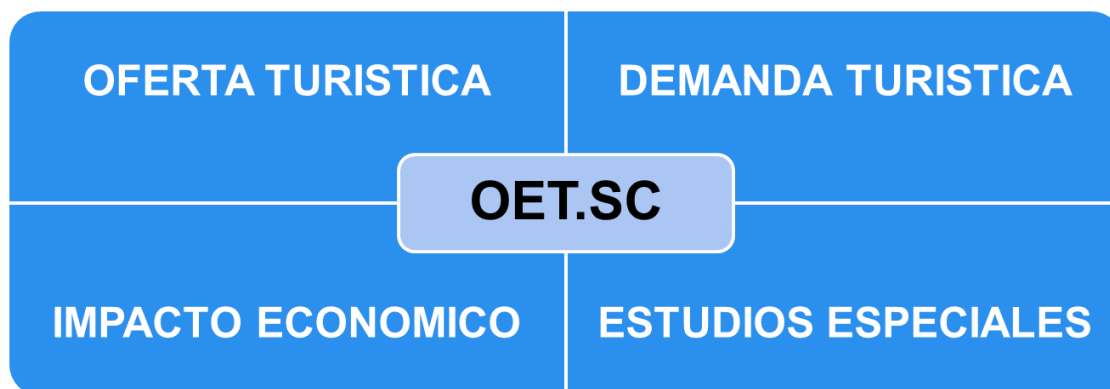 OFERTA TURISTICA
DEMANDA TURISTICA
OET.SC
IMPACTO ECONOMICO
ESTUDIOS ESPECIALES